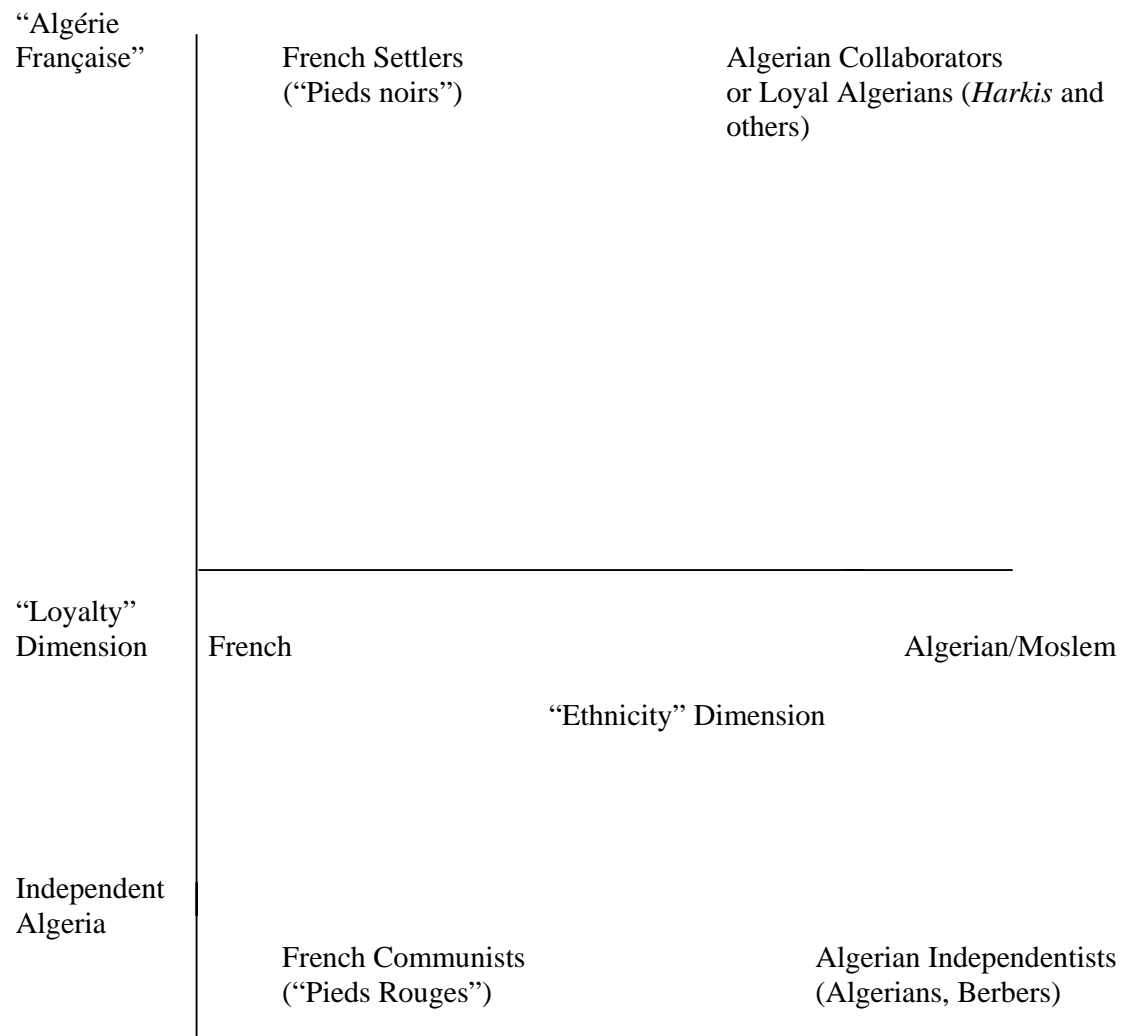 “Algérie
Française”
French Settlers
(“Pieds noirs”)
Algerian Collaborators
or Loyal Algerians (Harkis and
others)
“Loyalty”
Dimension
French
Algerian/Moslem
“Ethnicity” Dimension
Independent
Algeria
French Communists
(“Pieds Rouges”)
Algerian Independentists
(Algerians, Berbers)